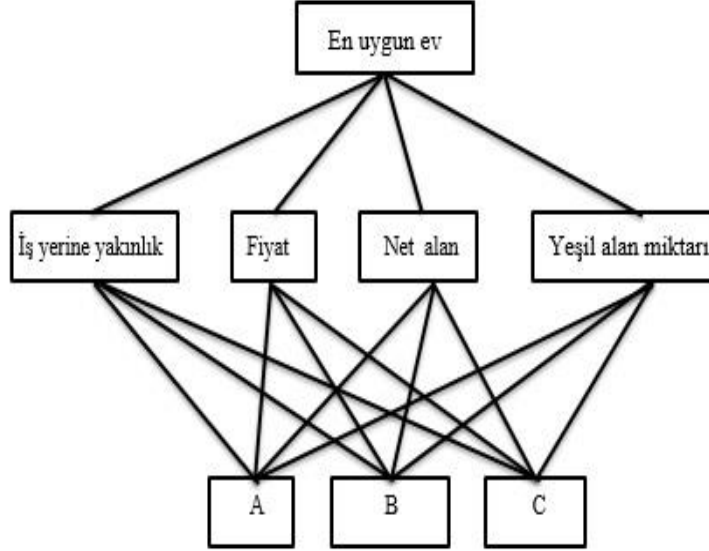 En uygun ev
İş yerine yakınlık
Fiyat
Net alan
Yeşil alan miktarı
A
B
C